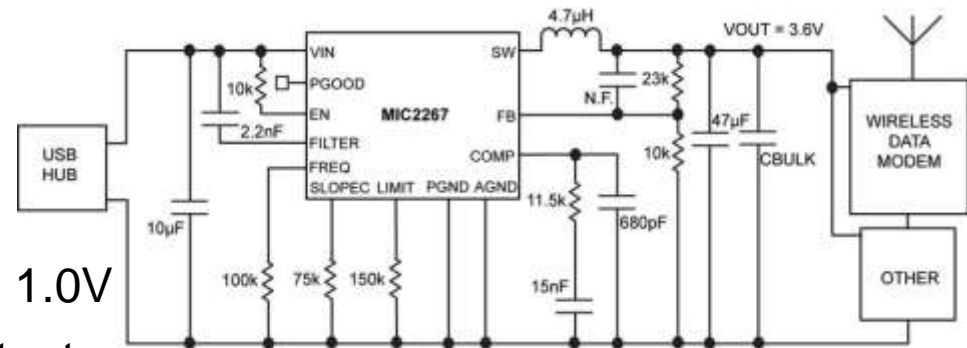 4.7µH
VOUT = 3.6V
VIN
SW
PGOOD
10k
EN
MIC2267
N.F.
23k
FB
2.2nF
FILTER
47µF
WIRELESS
DATA
MODEM
USB
HUB
FREQ
COMP
10k
CBULK
SLOPEC LIMIT PGND AGND
11.5k
680pF
10µF
100k
75k
150k
15nF
OTHER
1.0V